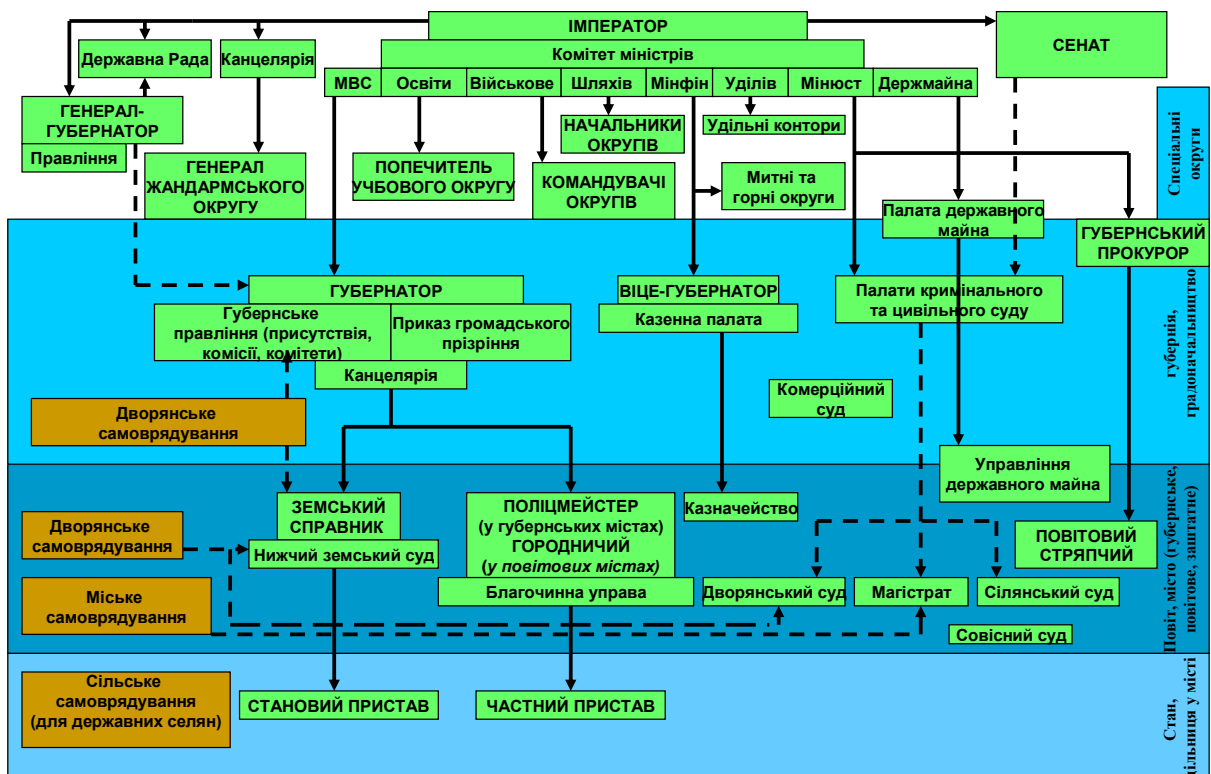 ІМПЕРАТОР
СЕНАТ
Державна Рада
Канцелярія
Комітет міністрів
МВС
Освіти
Військове
Шляхів
Мінфін
Уділів
Мінюст
Держмайна
ГЕНЕРАЛ-
ГУБЕРНАТОР
Правління
ГЕНЕРАЛ
ЖАНДАРМСЬКОГО
ОКРУГУ
ПОПЕЧИТЕЛЬ
УЧБОВОГО ОКРУГУ
НАЧАЛЬНИКИ
ОКРУГІВ
Удільні контори
КОМАНДУВАЧІ
ОКРУГІВ
Митні та
горні округи
Палата державного
майна
Спеціальні
округи
ГУБЕРНСЬКИЙ
ПРОКУРОР
ГУБЕРНАТОР
Губернське
правління (присутствія,
комісії, комітети)
Приказ громадського
прізріння
Канцелярія
ВІЦЕ-ГУБЕРНАТОР
Казенна палата
Палати кримінального
та цивільного суду
Комерційний
суд
губернія,
градоначальництво
Дворянське
самоврядування
Управління
державного майна
ЗЕМСЬКИЙ
СПРАВНИК
Нижчий земський суд
ПОЛІЦМЕЙСТЕР
(у губернських містах)
ГОРОДНИЧИЙ
(у повітових містах)
Благочинна управа
Казначейство
ПОВІТОВИЙ
СТРЯПЧИЙ
Дворянське
самоврядування
Міське
самоврядування
Дворянський суд
Магістрат
Сілянський суд
Совісний суд
Повіт, місто (губернське,
повітове, заштатне)
Сільське
самоврядування
(для державних селян)
СТАНОВИЙ ПРИСТАВ
ЧАСТНИЙ ПРИСТАВ
Стан,
дільниця у місті